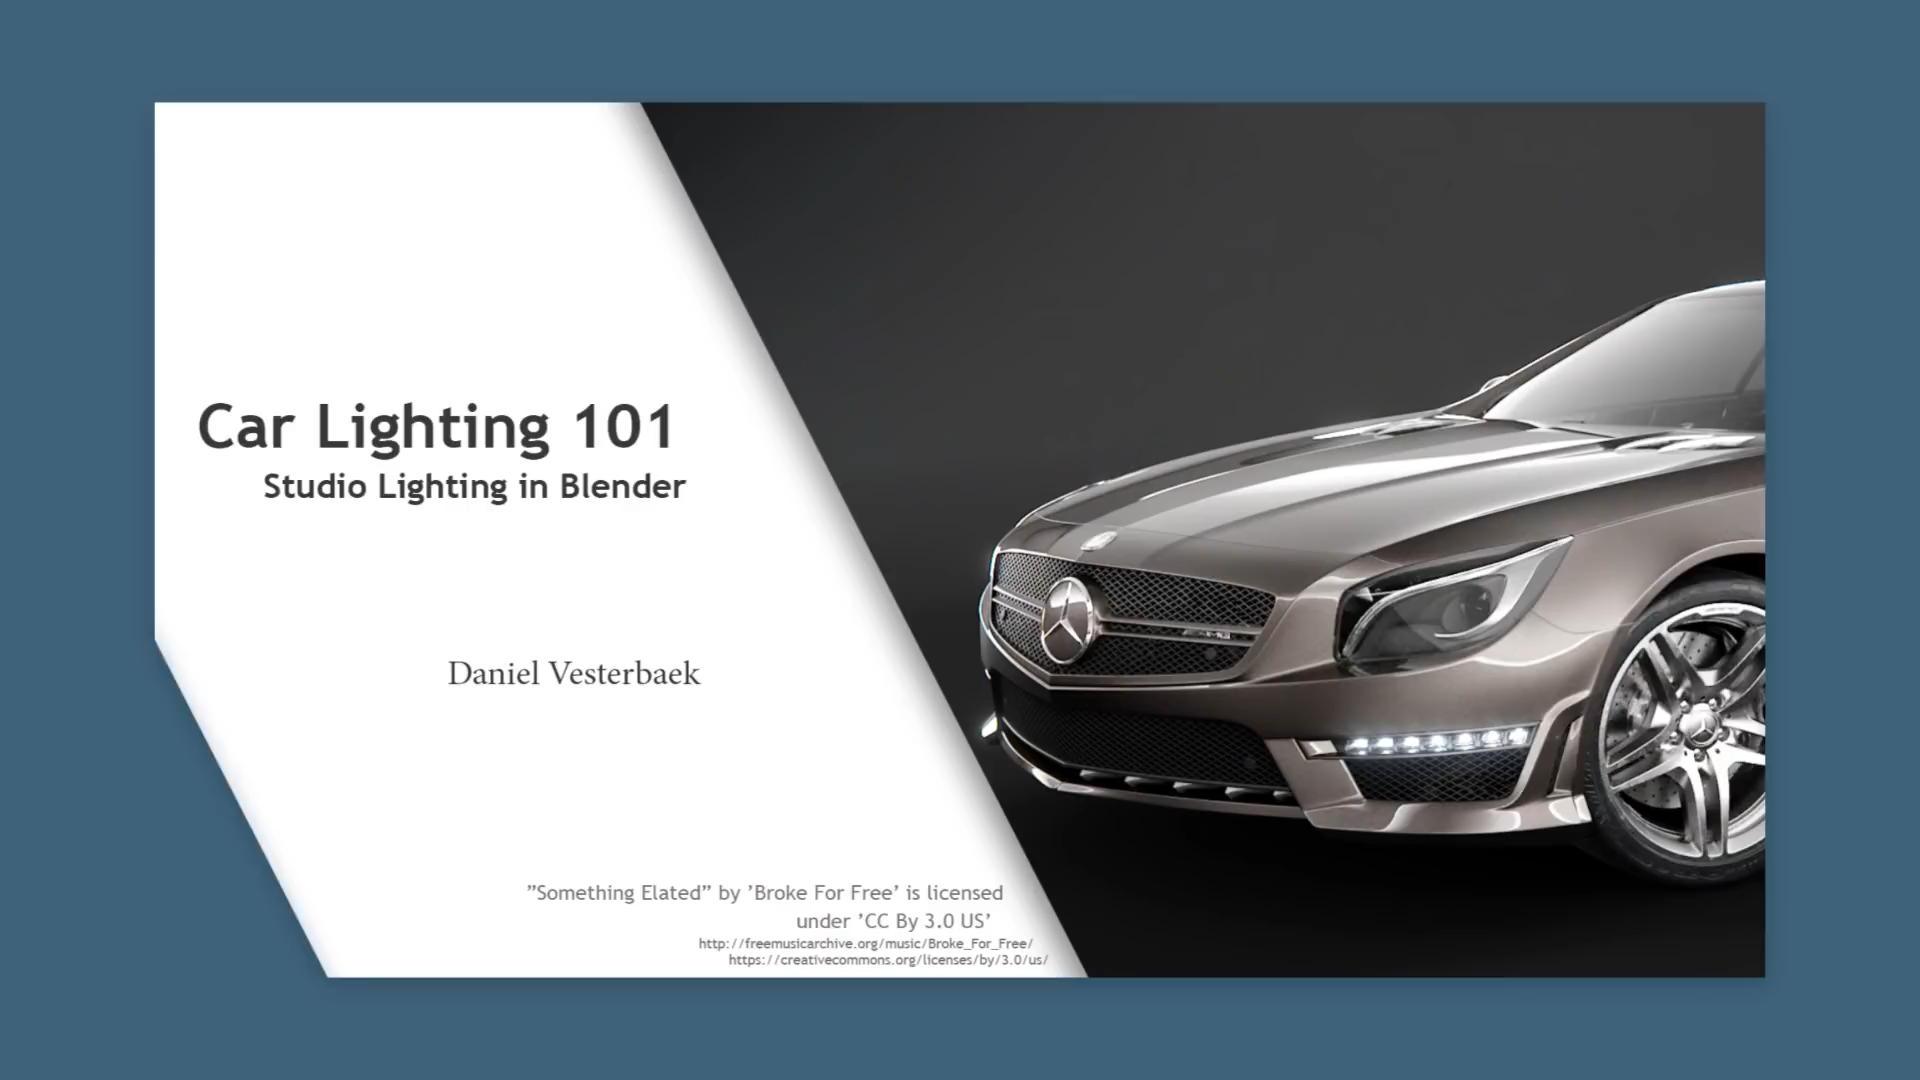 Car Lighting 101
Studio Lighting in Blender
Daniel Vesterbaek
”Something Elated” by ’Broke For Free’ is licensed
under ’CC By 3.0 US’
http://freemusicarchive.org/music/Broke_For_Free/
https://creativecommons.org/licenses/by/3.0/us/